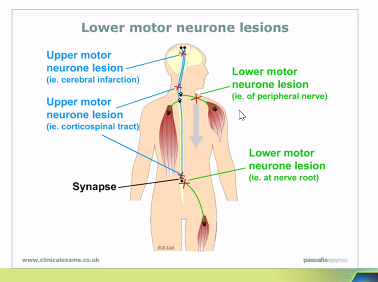 Lower motor neurone lesions
Upper motor
neurone lesion
(ie. cerebral infarction)
Lower motor
neurone lesion
(ie. of peripheral nerve)
Upper motor
neurone lesion
(ie. corticospinal tract)
Lower motor
neurone lesion
(ie. at nerve root)
Synapse
www.clinicalexams.co.uk